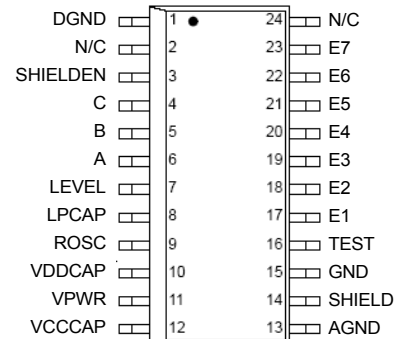 DGND 1 24 N/C
N/C 2 23 E7
SHIELDEN 3 22 E6
C 4 21 E5
B 5 20 E4
A 6 19 E3
LEVEL 7 18 E2
LPCAP 8 17 E1
ROSC 9 16 TEST
VDDCAP 10 15 GND
VPWR 11 14 SHIELD
VCCCAP 12 13 AGND